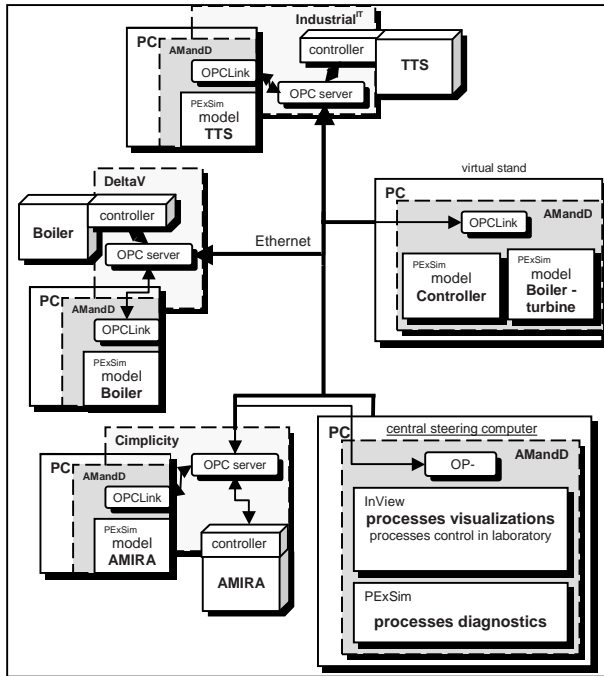 Industrial^IT
PC
AMandD
OPCLink
PExSim
model
TTS
controller
OPC server
TTS
DeltaV
Boiler
controller
OPC server
PC
AMandD
OPCLink
PExSim
model
Boiler
Ethernet
virtual stand
PC
AMandD
OPCLink
PExSim
model
Controller
PExSim
model
Boiler -
turbine
Cimplicity
PC
AMandD
OPCLink
PExSim
model
AMIRA
OPC server
controller
AMIRA
central steering computer
PC
AMandD
OP-
InView
processes visualizations
processes control in laboratory
PExSim
processes diagnostics